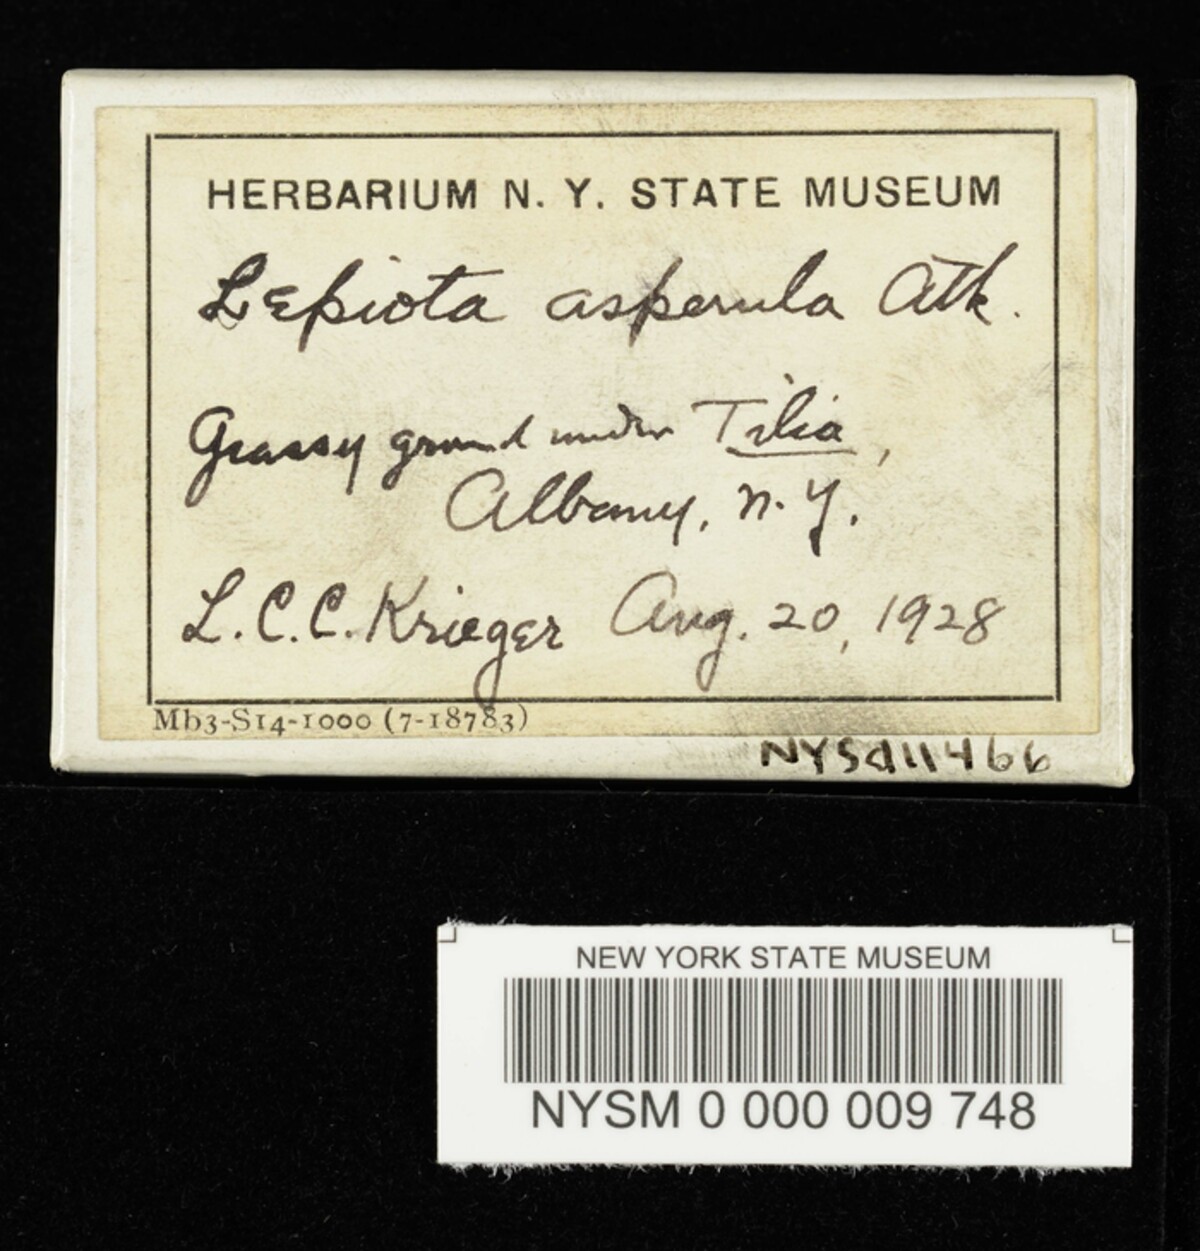 HERBARIUM N. Y. STATE MUSEUM
Lepiota asperula Atk.
Grassy ground under Tilia,
Albany, N. Y.
L. C. C. Krieger Aug. 20, 1928
Mb3-S14-1000 (7-18783)
NYSd11466
NEW YORK STATE MUSEUM
NYSM 0 000 009 748